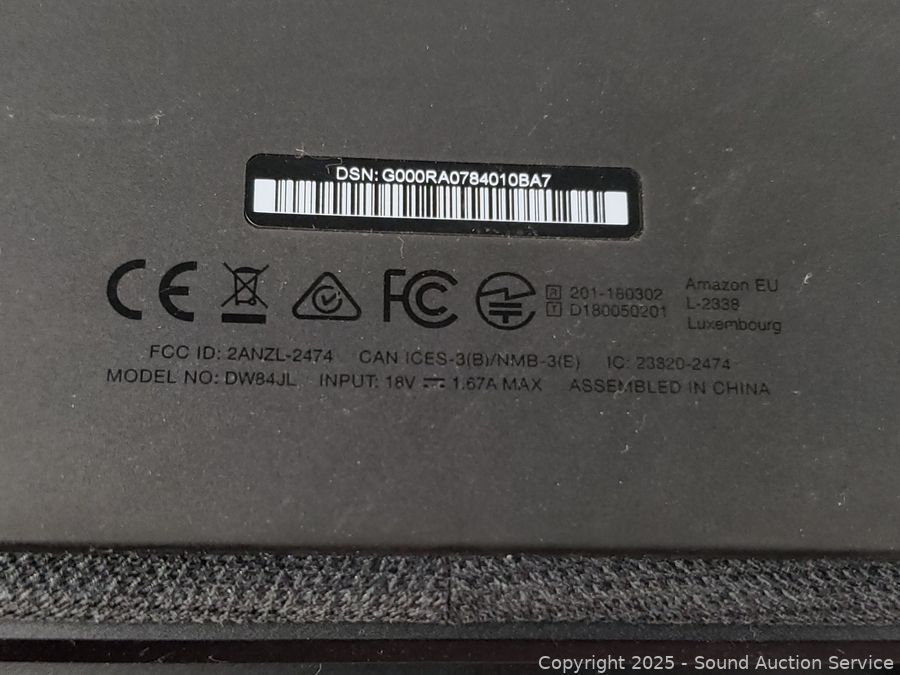 DSN: G000RA0784010BA7
CE FC R 201-180302 Amazon EU
T D180050201 L-2338
Luxembourg
FCC ID: 2ANZL-2474 CAN ICES-3(B)/NMB-3(B) IC: 23820-2474
MODEL NO: DW84JL INPUT: 18V ⎓ 1.67A MAX ASSEMBLED IN CHINA
Copyright 2025 - Sound Auction Service